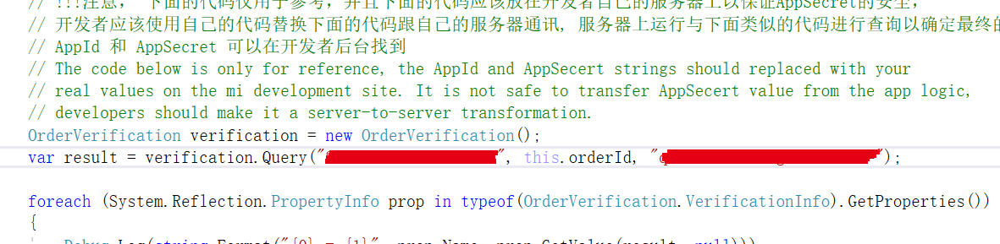 // !!!注意， 下面的代码仅用于参考，并且下面的代码应该放在开发者自己的服务器上以保证AppSecret的安全，
// 开发者应该使用自己的代码替换下面的代码跟自己的服务器通讯, 服务器上运行与下面类似的代码进行查询以确定最终的
// AppId 和 AppSecret 可以在开发者后台找到
// The code below is only for reference, the AppId and AppSecert strings should replaced with your
// real values on the mi development site. It is not safe to transfer AppSecert value from the app logic,
// developers should make it a server-to-server transformation.
OrderVerification verification = new OrderVerification();
var result = verification.Query("", this.orderId, "");
foreach (System.Reflection.PropertyInfo prop in typeof(OrderVerification.VerificationInfo).GetProperties())
{
Debug.Log(string.Format("{0} = {1}", prop.Name, prop.GetValue(result, null)));